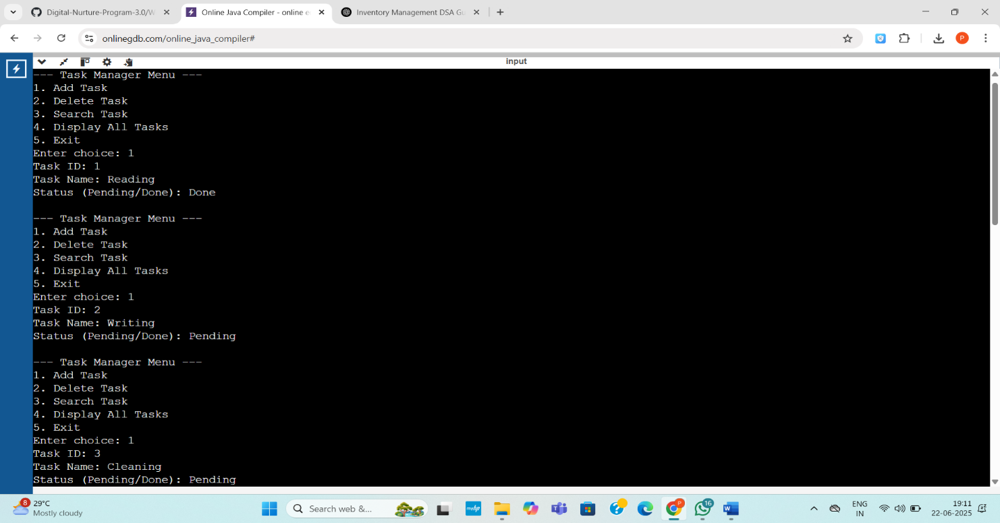 Digital-Nurture-Program-3.0/W
Online Java Compiler - online e
Inventory Management DSA Gu
onlinegdb.com/online_java_compiler#
P
input
--- Task Manager Menu ---
1. Add Task
2. Delete Task
3. Search Task
4. Display All Tasks
5. Exit
Enter choice: 1
Task ID: 1
Task Name: Reading
Status (Pending/Done): Done
--- Task Manager Menu ---
1. Add Task
2. Delete Task
3. Search Task
4. Display All Tasks
5. Exit
Enter choice: 1
Task ID: 2
Task Name: Writing
Status (Pending/Done): Pending
--- Task Manager Menu ---
1. Add Task
2. Delete Task
3. Search Task
4. Display All Tasks
5. Exit
Enter choice: 1
Task ID: 3
Task Name: Cleaning
Status (Pending/Done): Pending
8
29°C
Mostly cloudy
Search web &...
myhp
T
P
16
W
ENG
IN
19:11
22-06-2025